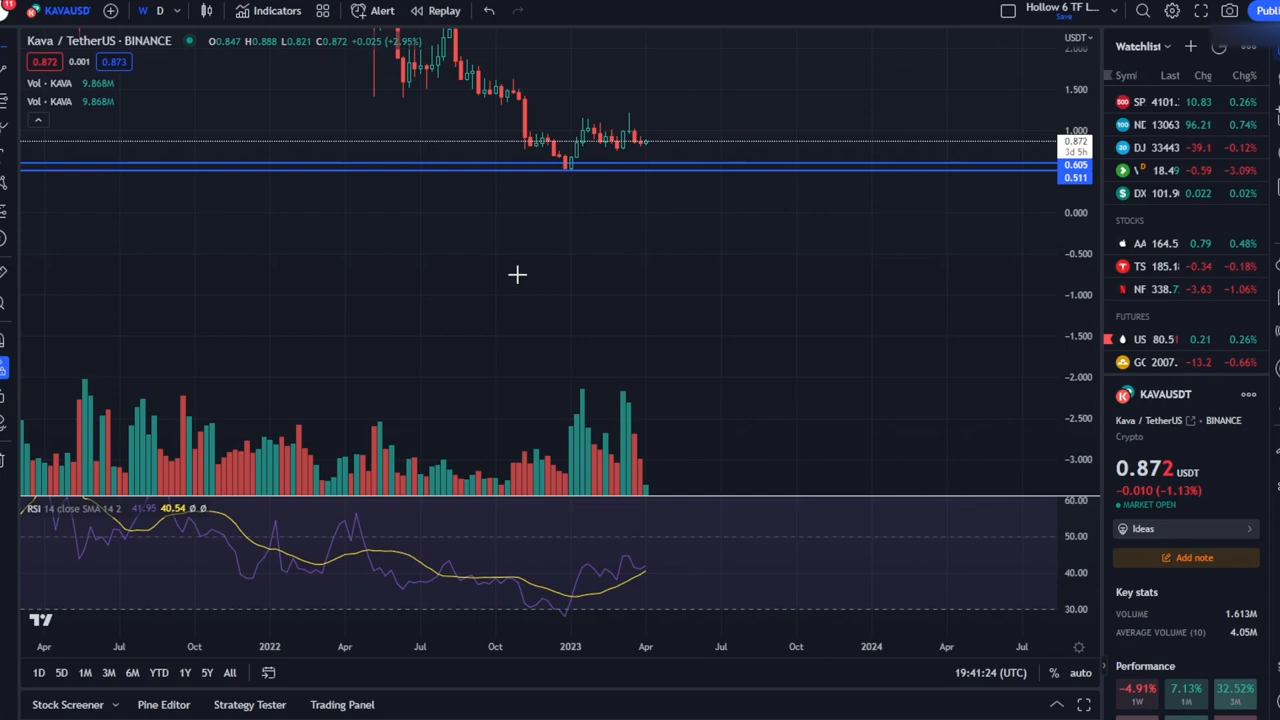 11
KAVAUSD W D Indicators Alert Replay Hollow 6 TF L Save Publi
Kava / TetherUS · BINANCE O0.847 H0.888 L0.821 C0.872 +0.025 (+2.95%) USDT
0.872 0.001 0.873
Vol · KAVA 9.868M
Vol · KAVA 9.868M
2.000
1.500
1.000
0.872
3d 5h
0.605
0.511
0.000
−0.500
−1.000
−1.500
−2.000
−2.500
−3.000
RSI 14 close SMA 14 2 41.95 40.54 Ø Ø
60.00
50.00
40.00
30.00
Apr Jul Oct 2022 Apr Jul Oct 2023 Apr Jul Oct 2024 Apr Jul
1D 5D 1M 3M 6M YTD 1Y 5Y All 19:41:24 (UTC) % auto
Stock Screener Pine Editor Strategy Tester Trading Panel
Watchlist
Symb Last Chg Chg%
500 SP 4101. 10.83 0.26%
100 ND 13063 96.21 0.74%
30 DJ 33443 −39.1 −0.12%
V D 18.49 −0.59 −3.09%
$ DX 101.90 0.022 0.02%
STOCKS
AA 164.5 0.79 0.48%
TS 185.1 −0.34 −0.18%
NF 338.7 −3.63 −1.06%
FUTURES
US 80.5 0.21 0.26%
GC 2007. −13.2 −0.66%
KAVAUSDT
Kava / TetherUS · BINANCE
Crypto
0.872 USDT
−0.010 (−1.13%)
MARKET OPEN
Ideas
Add note
Key stats
VOLUME 1.613M
AVERAGE VOLUME (10) 4.05M
Performance
−4.91% 7.13% 32.52%
1W 1M 3M